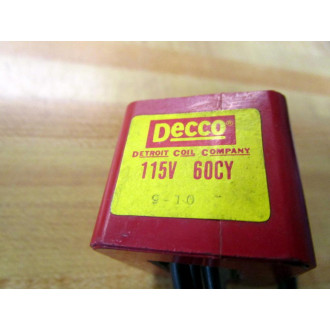 Decco
DETROIT COIL COMPANY
115V 60CY
9-10